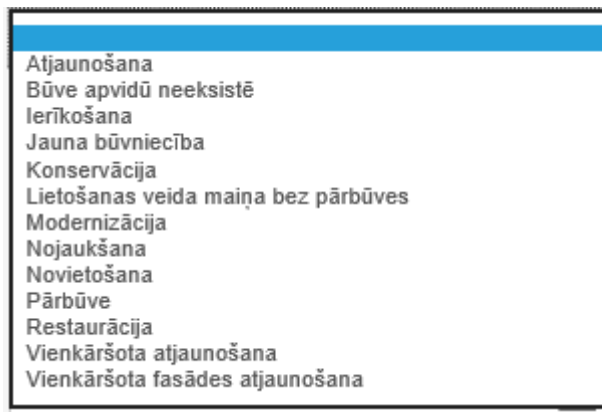 Atjaunošana
Būve apvidū neeksistē
Ierīkošana
Jauna būvniecība
Konservācija
Lietošanas veida maiņa bez pārbūves
Modernizācija
Nojaukšana
Novietošana
Pārbūve
Restaurācija
Vienkāršota atjaunošana
Vienkāršota fasādes atjaunošana